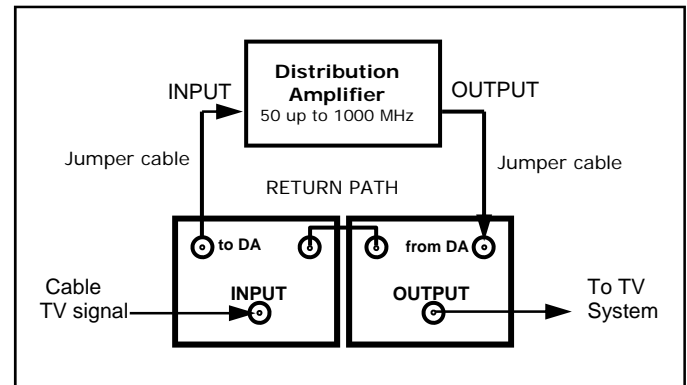 Distribution
Amplifier
50 up to 1000 MHz
INPUT
OUTPUT
Jumper cable
Jumper cable
RETURN PATH
to DA
from DA
Cable
TV signal
INPUT
OUTPUT
To TV
System